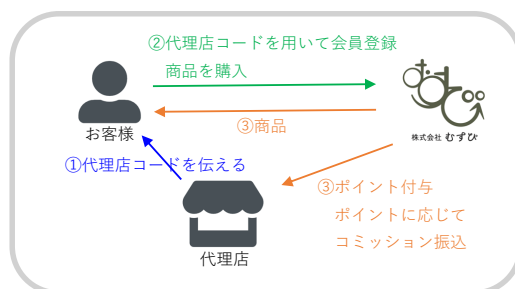 ②代理店コードを用いて会員登録
商品を購入
むすび
株式会社 むすび
お客様
③商品
①代理店コードを伝える
③ポイント付与
ポイントに応じて
コミッション振込
代理店